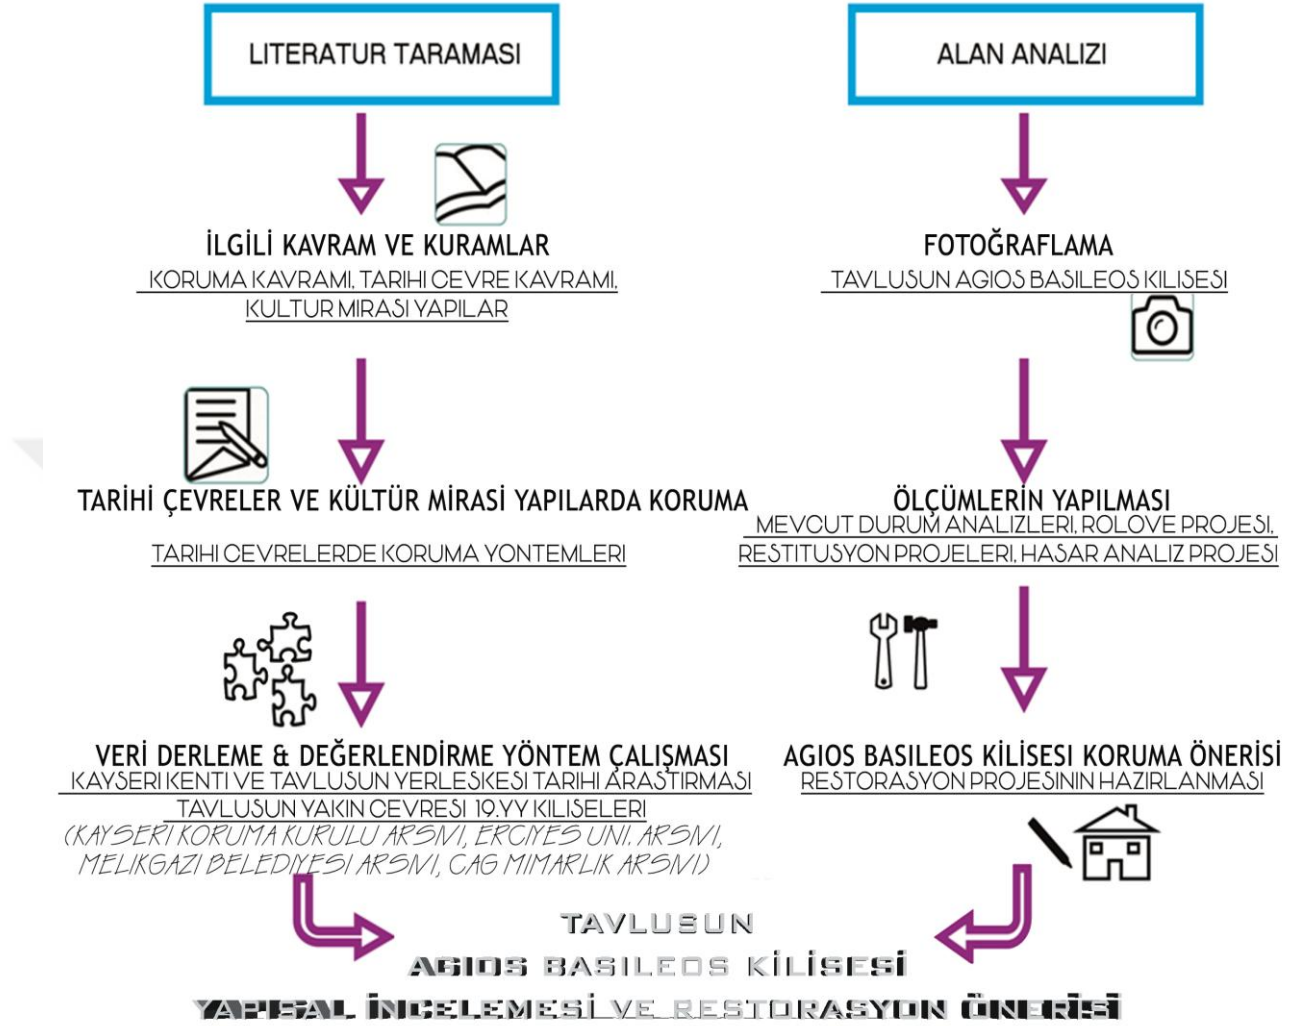 LITERATUR TARAMASI
İLGİLİ KAVRAM VE KURAMLAR
KORUMA KAVRAMI, TARIHI CEVRE KAVRAMI,
KULTUR MIRASI YAPILAR
TARİHİ ÇEVRELER VE KÜLTÜR MİRASİ YAPILARDA KORUMA
TARIHI CEVRELERDE KORUMA YONTEMLERI
VERİ DERLEME & DEĞERLENDİRME YÖNTEM ÇALIŞMASI
KAYSERI KENTI VE TAVLUSUN YERLESKESI TARIHI ARASTIRMASI
TAVLUSUN YAKIN CEVRESI 19.YY KILISELERI
(KAYSERI KORUMA KURULU ARSIVI, ERCIYES UNI. ARSIVI,
MELIKGAZI BELEDIYESI ARSIVI, CAG MIMARLIK ARSIVI)
ALAN ANALIZI
FOTOĞRAFLAMA
TAVLUSUN AGIOS BASILEOS KILISESI
ÖLÇÜMLERİN YAPILMASI
MEVCUT DURUM ANALIZLERI, ROLOVE PROJESI,
RESTITUSYON PROJELERI, HASAR ANALIZ PROJESI
AGIOS BASILEOS KİLİSESI KORUMA ÖNERİSİ
RESTORASYON PROJESININ HAZIRLANMASI
TAVLUSUN
AGIOS BASILEOS KİLİSESİ
YAPISAL İNCELEMESİ VE RESTORASYON ÖNERİSİ